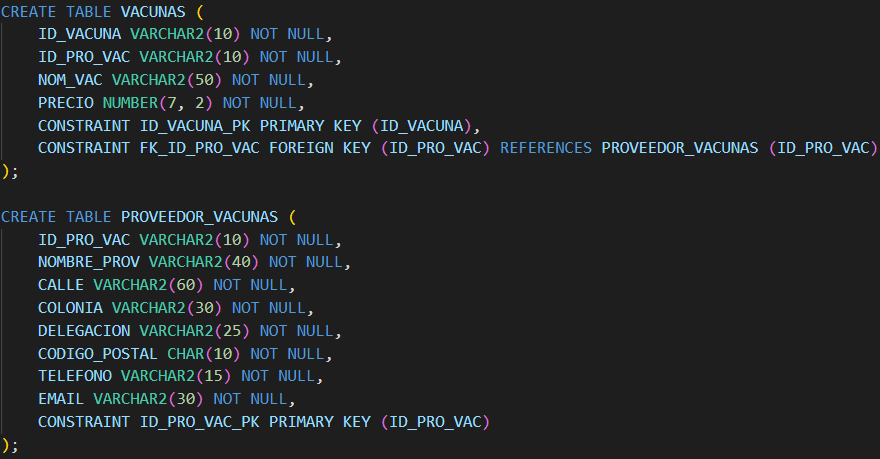 CREATE TABLE VACUNAS (
    ID_VACUNA VARCHAR2(10) NOT NULL,
    ID_PRO_VAC VARCHAR2(10) NOT NULL,
    NOM_VAC VARCHAR2(50) NOT NULL,
    PRECIO NUMBER(7, 2) NOT NULL,
    CONSTRAINT ID_VACUNA_PK PRIMARY KEY (ID_VACUNA),
    CONSTRAINT FK_ID_PRO_VAC FOREIGN KEY (ID_PRO_VAC) REFERENCES PROVEEDOR_VACUNAS (ID_PRO_VAC)
);
CREATE TABLE PROVEEDOR_VACUNAS (
    ID_PRO_VAC VARCHAR2(10) NOT NULL,
    NOMBRE_PROV VARCHAR2(40) NOT NULL,
    CALLE VARCHAR2(60) NOT NULL,
    COLONIA VARCHAR2(30) NOT NULL,
    DELEGACION VARCHAR2(25) NOT NULL,
    CODIGO_POSTAL CHAR(10) NOT NULL,
    TELEFONO VARCHAR2(15) NOT NULL,
    EMAIL VARCHAR2(30) NOT NULL,
    CONSTRAINT ID_PRO_VAC_PK PRIMARY KEY (ID_PRO_VAC)
);